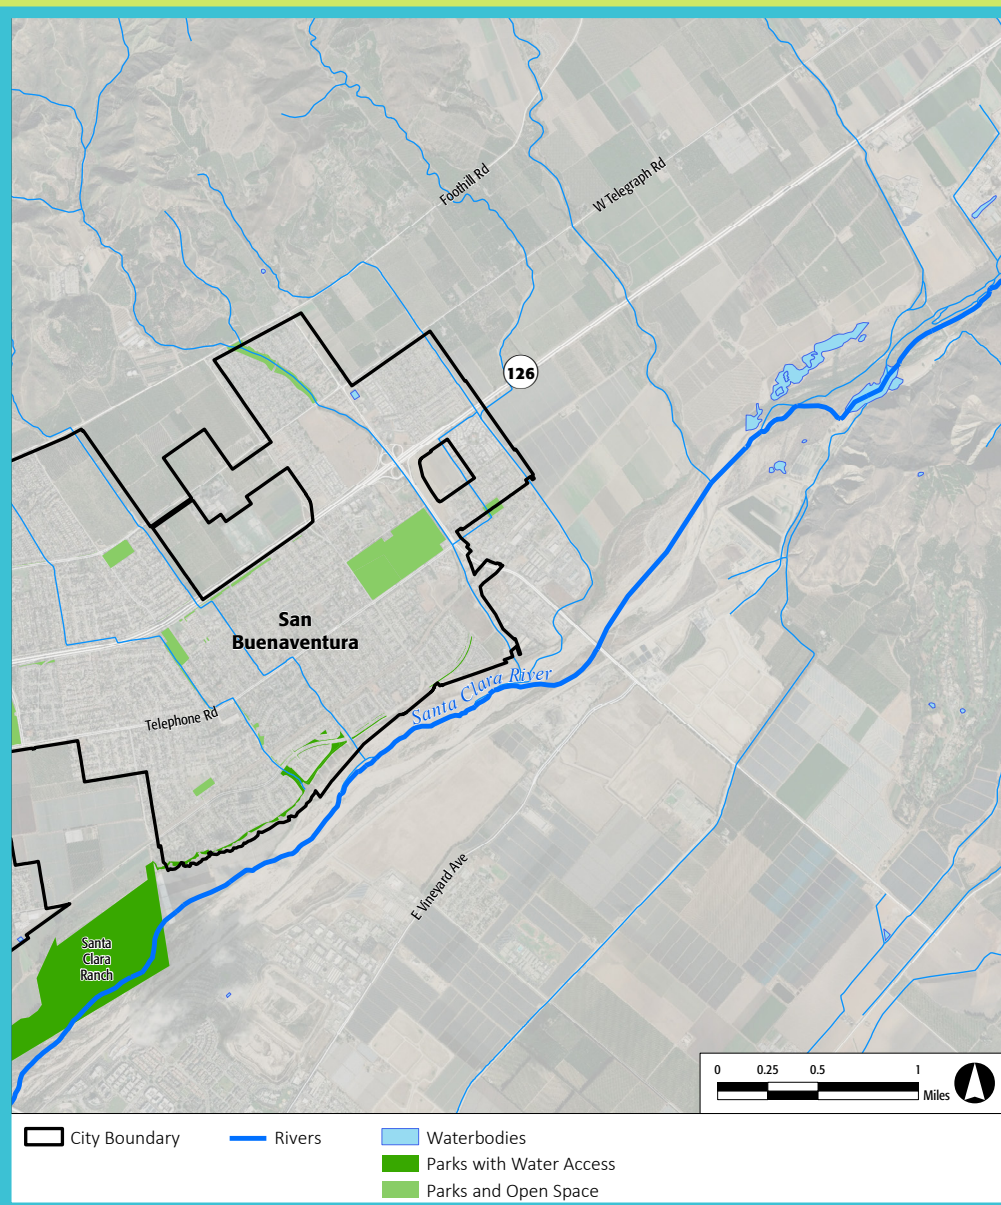 Foothill Rd
W Telegraph Rd
126
San
Buenaventura
Santa Clara River
Telephone Rd
E Vineyard Ave
Santa
Clara
Ranch
0 0.25 0.5 1
Miles
City Boundary
Rivers
Waterbodies
Parks with Water Access
Parks and Open Space